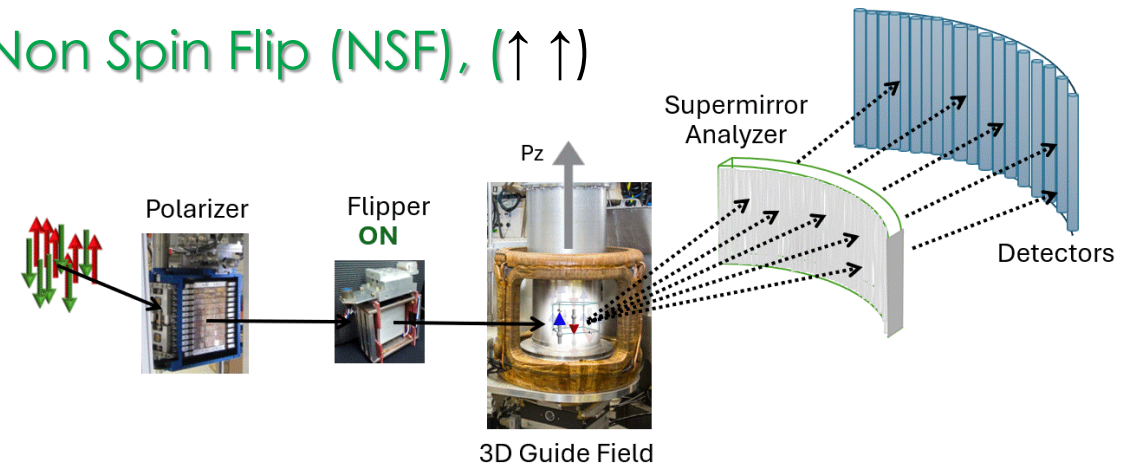 Non Spin Flip (NSF), (↑ ↑)
Supermirror
Analyzer
Pz
Polarizer
Flipper
ON
Detectors
3D Guide Field